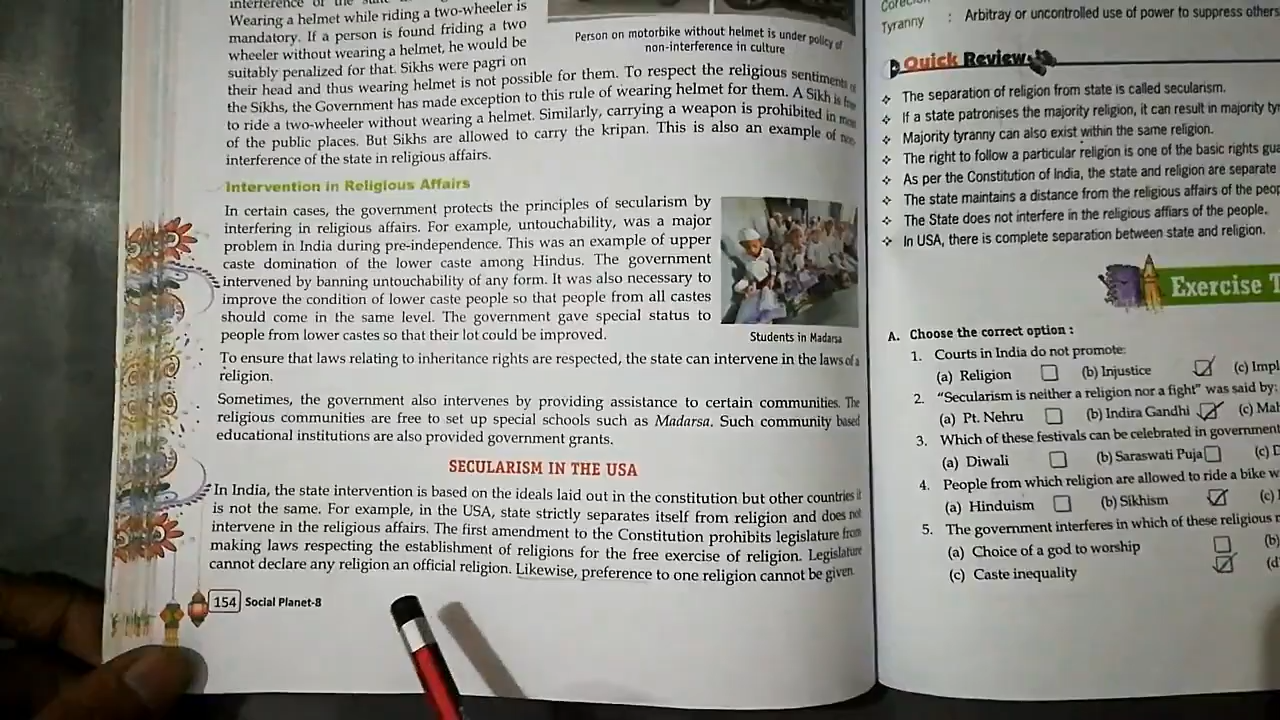 interference of the
Wearing a helmet while riding a two-wheeler is
mandatory. If a person is found friding a two
wheeler without wearing a helmet, he would be
suitably penalized for that. Sikhs were pagri on
their head and thus wearing helmet is not possible for them. To respect the religious sentiments of
the Sikhs, the Government has made exception to this rule of wearing helmet for them. A Sikh is free
to ride a two-wheeler without wearing a helmet. Similarly, carrying a weapon is prohibited in most
of the public places. But Sikhs are allowed to carry the kripan. This is also an example of non-
interference of the state in religious affairs.
Person on motorbike without helmet is under policy of
non-interference in culture
Intervention in Religious Affairs
In certain cases, the government protects the principles of secularism by
interfering in religious affairs. For example, untouchability, was a major
problem in India during pre-independence. This was an example of upper
caste domination of the lower caste among Hindus. The government
intervened by banning untouchability of any form. It was also necessary to
improve the condition of lower caste people so that people from all castes
should come in the same level. The government gave special status to
people from lower castes so that their lot could be improved.
Students in Madarsa
To ensure that laws relating to inheritance rights are respected, the state can intervene in the laws of a
religion.
Sometimes, the government also intervenes by providing assistance to certain communities. The
religious communities are free to set up special schools such as Madarsa. Such community based
educational institutions are also provided government grants.
SECULARISM IN THE USA
In India, the state intervention is based on the ideals laid out in the constitution but other countries it
is not the same. For example, in the USA, state strictly separates itself from religion and does not
intervene in the religious affairs. The first amendment to the Constitution prohibits legislature from
making laws respecting the establishment of religions for the free exercise of religion. Legislature
cannot declare any religion an official religion. Likewise, preference to one religion cannot be given.
154 Social Planet-8
Tyranny : Arbitray or uncontrolled use of power to suppress others
Quick Review
The separation of religion from state is called secularism.
If a state patronises the majority religion, it can result in majority
Majority tyranny can also exist within the same religion.
The right to follow a particular religion is one of the basic rights
As per the Constitution of India, the state and religion are separate
The state maintains a distance from the religious affairs of the
The State does not interfere in the religious affiars of the people.
In USA, there is complete separation between state and religion.
Exercise
A. Choose the correct option :
1. Courts in India do not promote:
(a) Religion (b) Injustice (c)
2. “Secularism is neither a religion nor a fight” was said by:
(a) Pt. Nehru (b) Indira Gandhi (c)
3. Which of these festivals can be celebrated in government
(a) Diwali (b) Saraswati Puja (c)
4. People from which religion are allowed to ride a bike
(a) Hinduism (b) Sikhism (c)
5. The government interferes in which of these religious
(a) Choice of a god to worship (b)
(c) Caste inequality (d